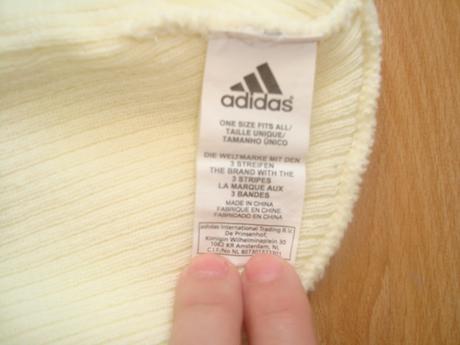 adidas®
ONE SIZE FITS ALL/
TAILLE UNIQUE/
TAMANHO ÚNICO
DIE WELTMARKE MIT DEN
3 STREIFEN
THE BRAND WITH THE
3 STRIPES
LA MARQUE AUX
3 BANDES
MADE IN CHINA
FABRIQUE EN CHINE
FABRICADO EN CHINA
adidas International Trading B.V.
De Prinsenhof,
Koningin Wilhelminaplein 30
1062 KR Amsterdam, NL
C.I.F./No NL